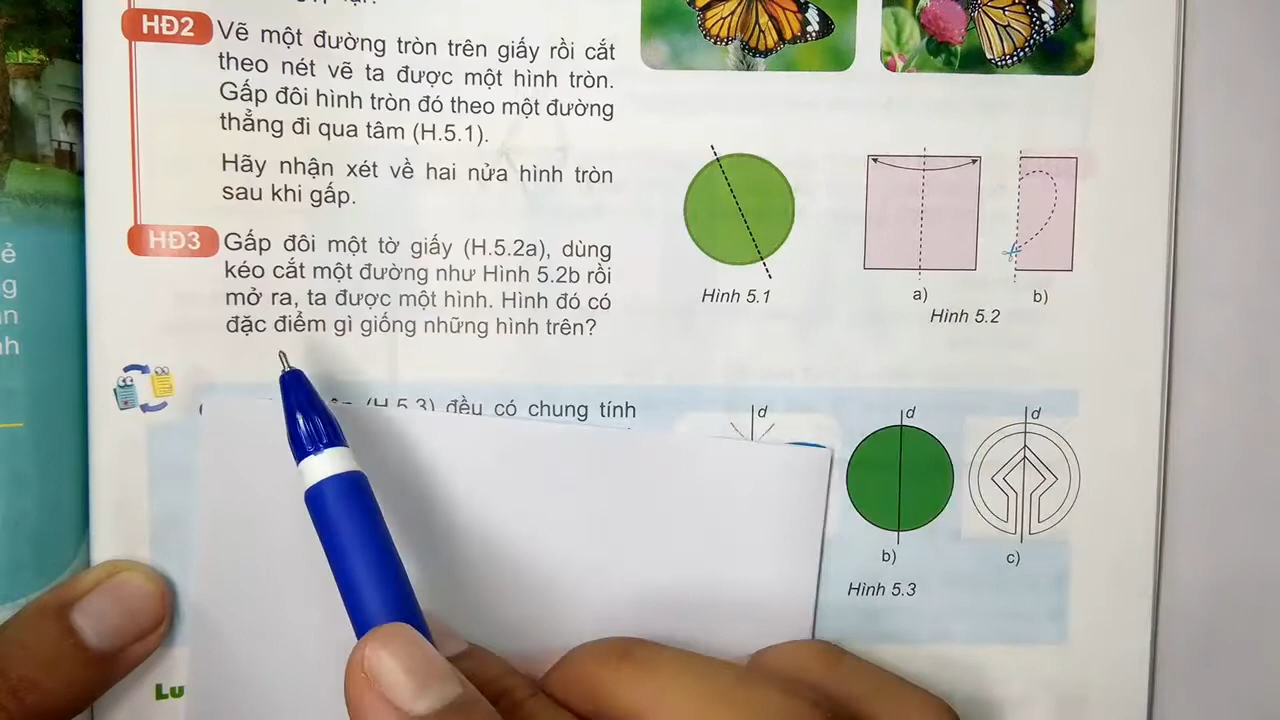 HĐ2 Vẽ một đường tròn trên giấy rồi cắt
theo nét vẽ ta được một hình tròn.
Gấp đôi hình tròn đó theo một đường
thẳng đi qua tâm (H.5.1).
Hãy nhận xét về hai nửa hình tròn
sau khi gấp.
HĐ3 Gấp đôi một tờ giấy (H.5.2a), dùng
kéo cắt một đường như Hình 5.2b rồi
mở ra, ta được một hình. Hình đó có
đặc điểm gì giống những hình trên?
Hình 5.1
a)
b)
Hình 5.2
(H.5.3) đều có chung tính
d
d
d
b)
c)
Hình 5.3